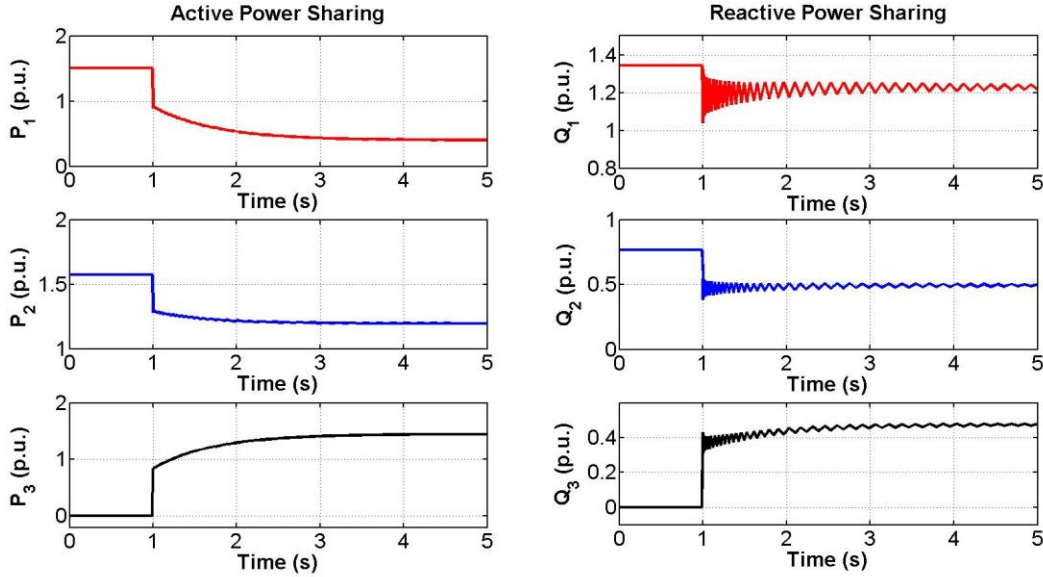 Active Power Sharing
2
1
0
P1 (p.u.)
0 1 2 3 4 5
Time (s)
2
1.5
1
P2 (p.u.)
0 1 2 3 4 5
Time (s)
2
1
0
P3 (p.u.)
0 1 2 3 4 5
Time (s)
Reactive Power Sharing
1.4
1.2
1
0.8
Q1 (p.u.)
0 1 2 3 4 5
Time (s)
1
0.5
0
Q2 (p.u.)
0 1 2 3 4 5
Time (s)
0.4
0.2
0
Q3 (p.u.)
0 1 2 3 4 5
Time (s)